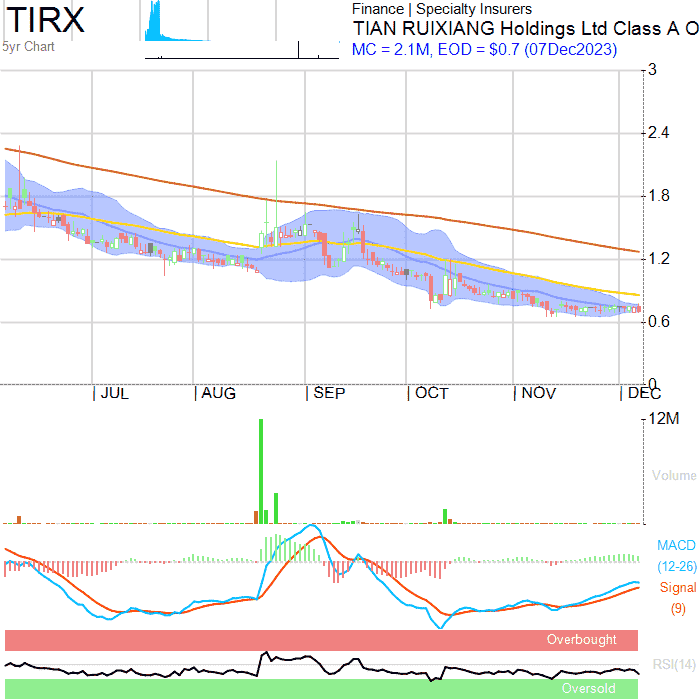 TIRX
5yr Chart
Finance | Specialty Insurers
TIAN RUIXIANG Holdings Ltd Class A O
MC = 2.1M, EOD = $0.7 (07Dec2023)
3
2.4
1.8
1.2
0.6
0
JUL AUG SEP OCT NOV DEC
12M
Volume
MACD
(12-26)
Signal
(9)
Overbought
RSI(14)
Oversold